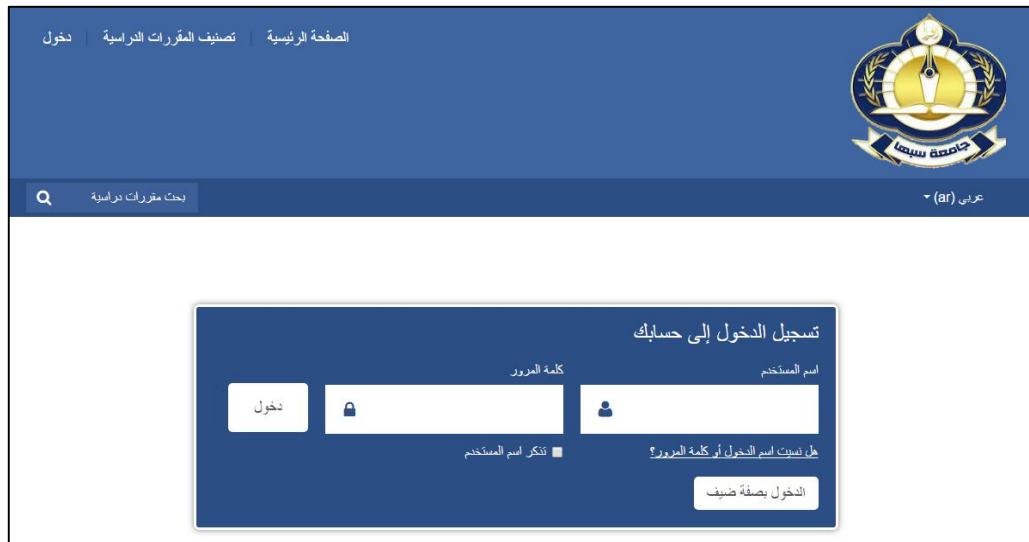 الصفحة الرئيسية تصنيف المقررات الدراسية دخول
جامعة سبها
عربي (ar)
بحث مقررات دراسية
تسجيل الدخول إلى حسابك
اسم المستخدم
كلمة المرور
دخول
هل نسيت اسم الدخول أو كلمة المرور؟
تذكر اسم المستخدم
الدخول بصفة ضيف